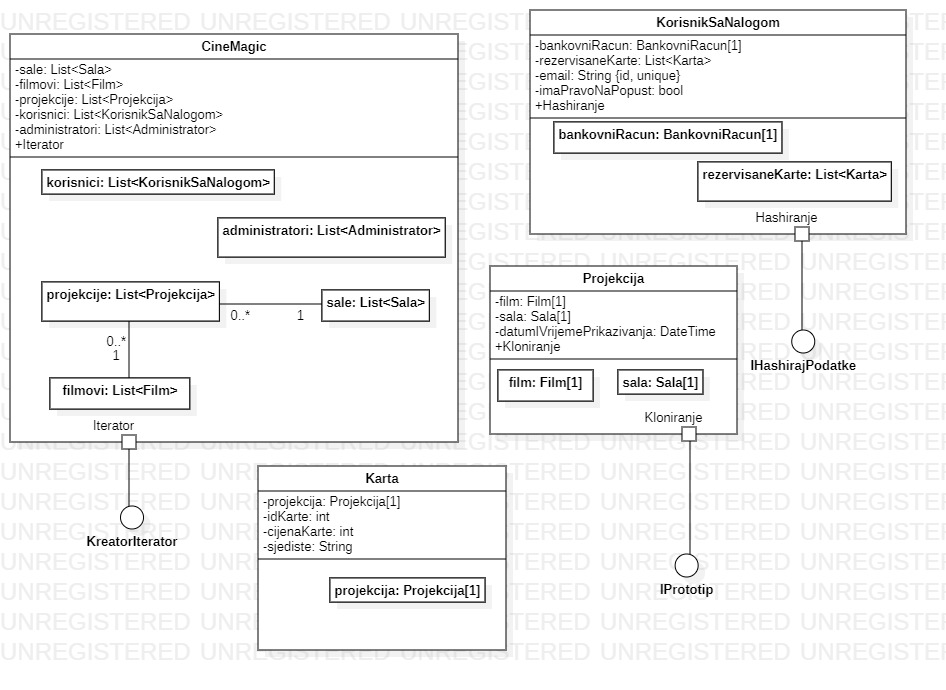 CineMagic
-sale: List<Sala>
-filmovi: List<Film>
-projekcije: List<Projekcija>
-korisnici: List<KorisnikSaNalogom>
-administratori: List<Administrator>
+Iterator
korisnici: List<KorisnikSaNalogom>
administratori: List<Administrator>
projekcije: List<Projekcija>
0..*
1
sale: List<Sala>
0..*
1
filmovi: List<Film>
Iterator
KreatorIterator
KorisnikSaNalogom
-bankovniRacun: BankovniRacun[1]
-rezervisaneKarte: List<Karta>
-email: String {id, unique}
-imaPravoNaPopust: bool
+Hashiranje
bankovniRacun: BankovniRacun[1]
rezervisaneKarte: List<Karta>
Hashiranje
IHashirajPodatke
Projekcija
-film: Film[1]
-sala: Sala[1]
-datumIVrijemePrikazivanja: DateTime
+Kloniranje
film: Film[1]
sala: Sala[1]
Kloniranje
IPrototip
Karta
-projekcija: Projekcija[1]
-idKarte: int
-cijenaKarte: int
-sjediste: String
projekcija: Projekcija[1]
UNREGISTERED